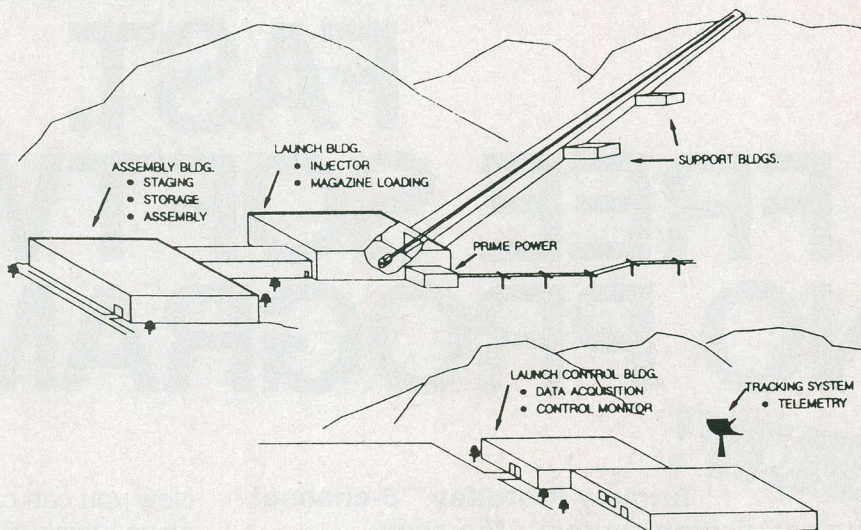 ASSEMBLY BLDG.
• STAGING
• STORAGE
• ASSEMBLY
LAUNCH BLDG.
• INJECTOR
• MAGAZINE LOADING
SUPPORT BLDGS.
PRIME POWER
LAUNCH CONTROL BLDG.
• DATA ACQUISITION
• CONTROL MONITOR
TRACKING SYSTEM
• TELEMETRY